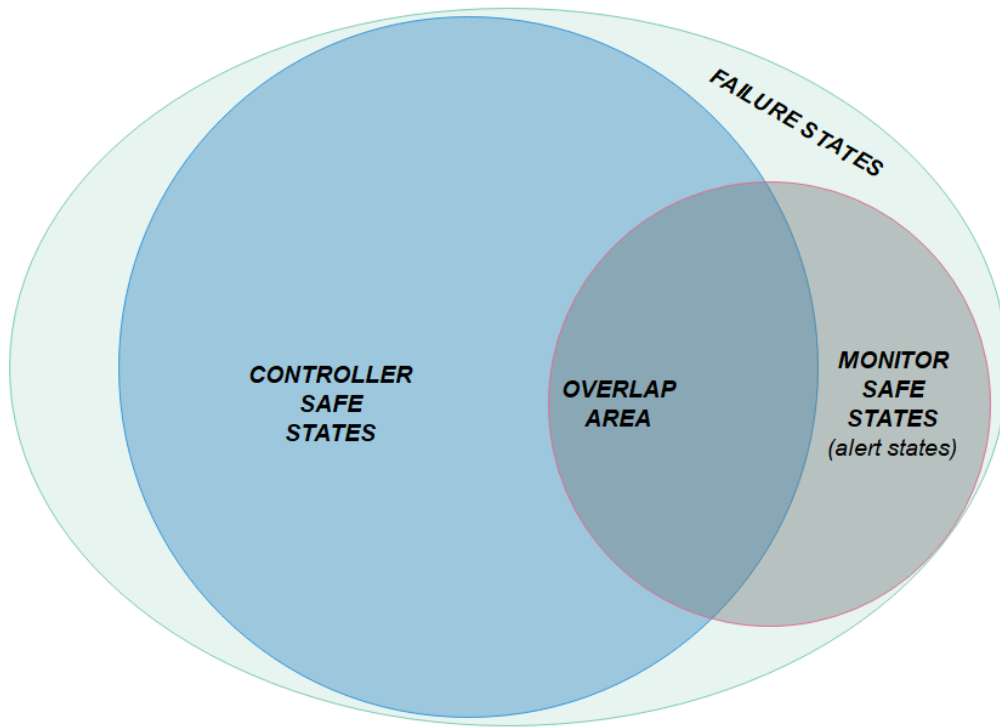 FAILURE STATES
CONTROLLER
SAFE
STATES
OVERLAP
AREA
MONITOR
SAFE
STATES
(alert states)